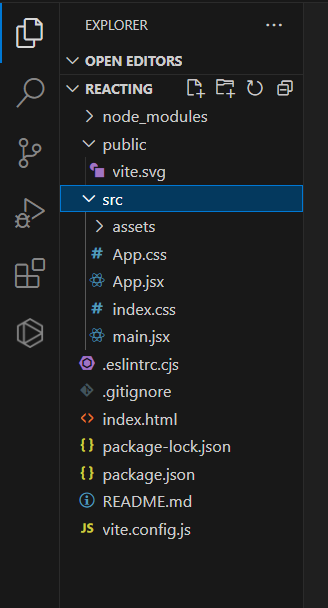 EXPLORER
OPEN EDITORS
REACTING
node_modules
public
vite.svg
src
assets
# App.css
App.jsx
# index.css
main.jsx
.eslintrc.cjs
.gitignore
<> index.html
{} package-lock.json
{} package.json
README.md
JS vite.config.js